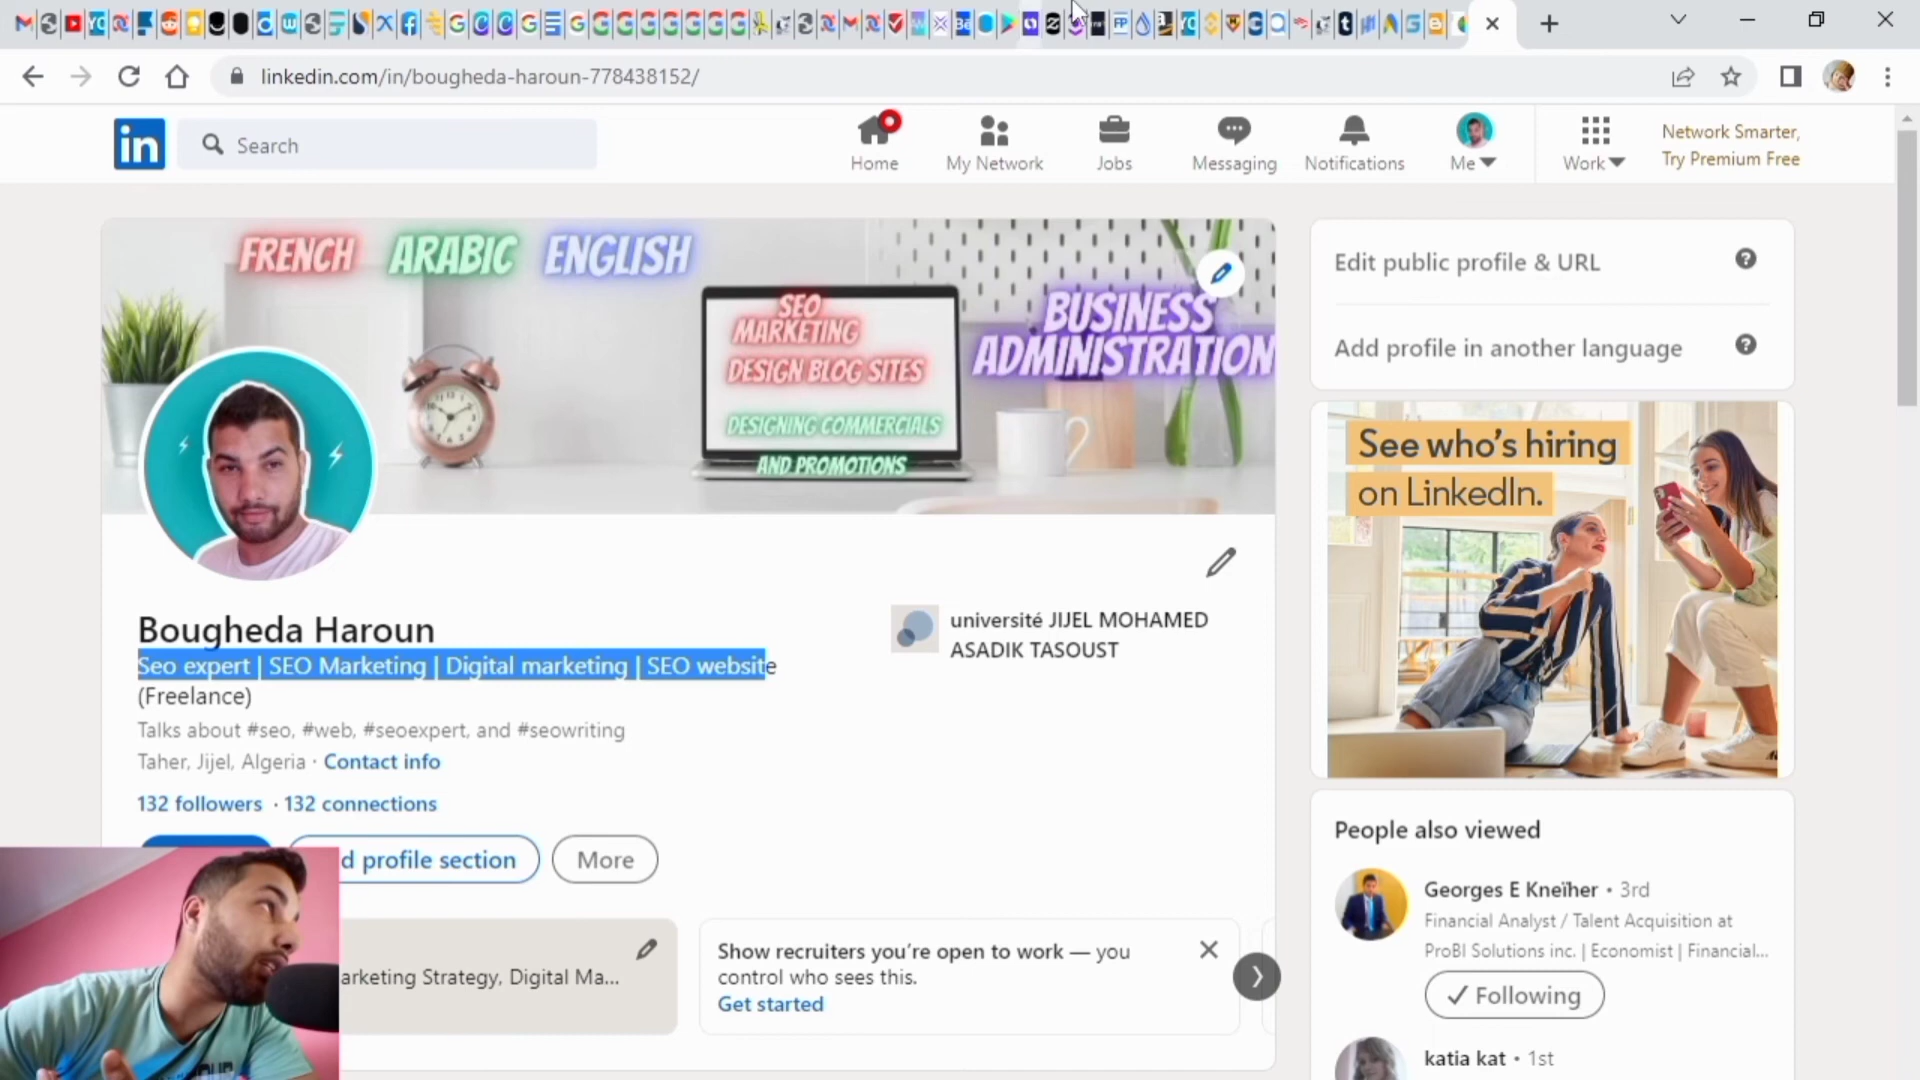 linkedin.com/in/bougheda-haroun-778438152/
in
Search
Home
My Network
Jobs
Messaging
Notifications
Me
Work
Network Smarter,
Try Premium Free
FRENCH ARABIC ENGLISH
SEO
MARKETING
DESIGN BLOG SITES
DESIGNING COMMERCIALS
AND PROMOTIONS
BUSINESS
ADMINISTRATION
Bougheda Haroun
Seo expert | SEO Marketing | Digital marketing | SEO website
(Freelance)
Talks about #seo, #web, #seoexpert, and #seowriting
Taher, Jijel, Algeria · Contact info
132 followers · 132 connections
d profile section
More
université JIJEL MOHAMED
ASADIK TASOUST
arketing Strategy, Digital Ma...
Show recruiters you're open to work — you
control who sees this.
Get started
Edit public profile & URL
Add profile in another language
See who's hiring
on LinkedIn.
People also viewed
Georges E Kneïher • 3rd
Financial Analyst / Talent Acquisition at
ProBI Solutions inc. | Economist | Financial...
Following
katia kat • 1st